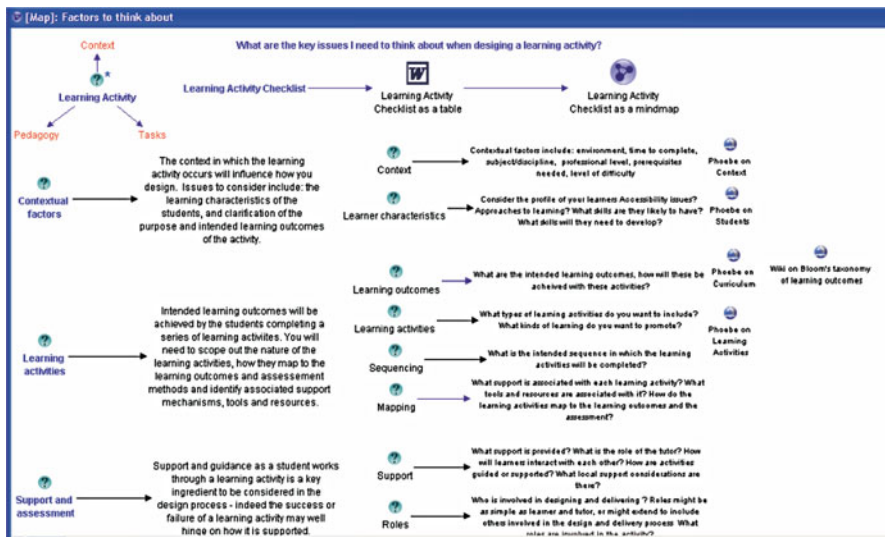 [Map]: Factors to think about
Context
What are the key issues I need to think about when desiging a learning activity?
*
Learning Activity
Learning Activity Checklist
Learning Activity
Checklist as a table
Learning Activity
Checklist as a mindmap
Pedagogy
Tasks
Contextual
factors
The context in which the learning
activity occurs will influence how you
design. Issues to consider include: the
learning characteristics of the
students, and clarification of the
purpose and intended learning outcomes
of the activity.
Context
Contextual factors include: environment, time to complete,
subject/discipline, professional level, prerequisites
needed, level of difficulty
Phoebe on
Context
Learner characteristics
Consider the profile of your learners Accessibility issues?
Approaches to learning? What skills are they likely to have?
What skills will they need to develop?
Phoebe on
Students
Learning outcomes
What are the intended learning outcomes, how will these be
acheived with these activities?
Phoebe on
Curriculum
Wiki on Bloom's taxonomy
of learning outcomes
Learning
activities
Intended learning outcomes will be
achieved by the students completing a
series of learning activiites. You will
need to scope out the nature of the
learning activities, how they map to
the learning outcomes and assessement
methods and identify associated support
mechanisms, tools and resources.
Learning activities
What types of learning activities do you want to include?
What kinds of learning do you want to promote?
Phoebe on
Learning
Activities
Sequencing
What is the intended sequence in which the learning
activities will be completed?
Mapping
What support is associated with each learning activity? What
tools and resources are associated with it? How do the
learning activities map to the learning outcomes and the
assessment?
Support and
assessment
Support and guidance as a student works
through a learning activity is a key
ingredient to be considered in the
design process - indeed the success or
failure of a learning activity may well
hinge on how it is supported.
Support
What support is provided? What is the role of the tutor? How
will learners interact with each other? How are activities
guided or supported? What local support considerations are
there?
Roles
Who is involved in designing and delivering ? Roles might be
as simple as learner and tutor, or might extend to include
others involved in the design and delivery process What
roles are involved in the activity?